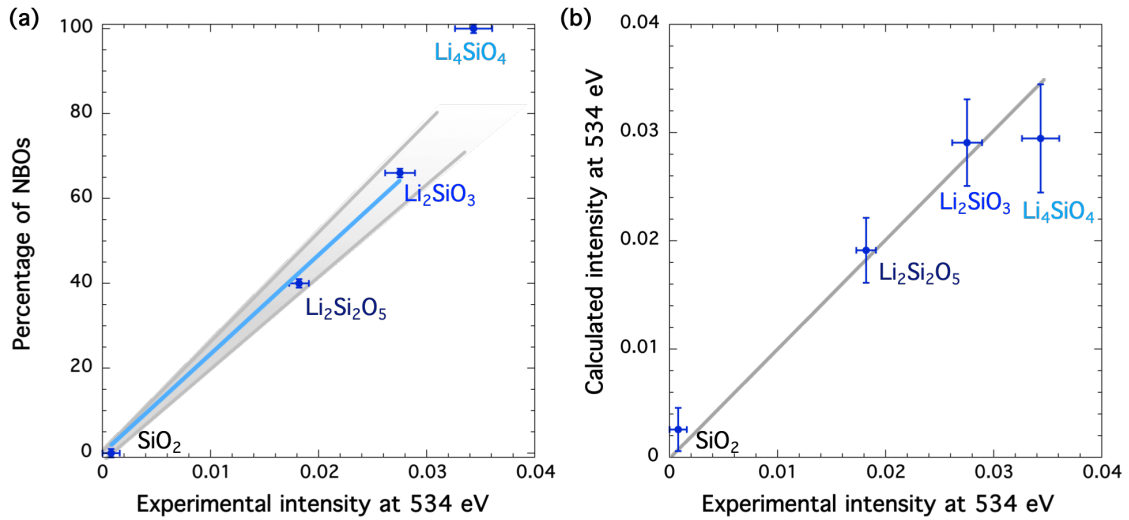 (a)
100
80
60
40
20
0
Percentage of NBOs
Li₄SiO₄
Li₂SiO₃
Li₂Si₂O₅
SiO₂
0 0.01 0.02 0.03 0.04
Experimental intensity at 534 eV
(b)
0.04
0.03
0.02
0.01
0
Calculated intensity at 534 eV
Li₂SiO₃
Li₄SiO₄
Li₂Si₂O₅
SiO₂
0 0.01 0.02 0.03 0.04
Experimental intensity at 534 eV